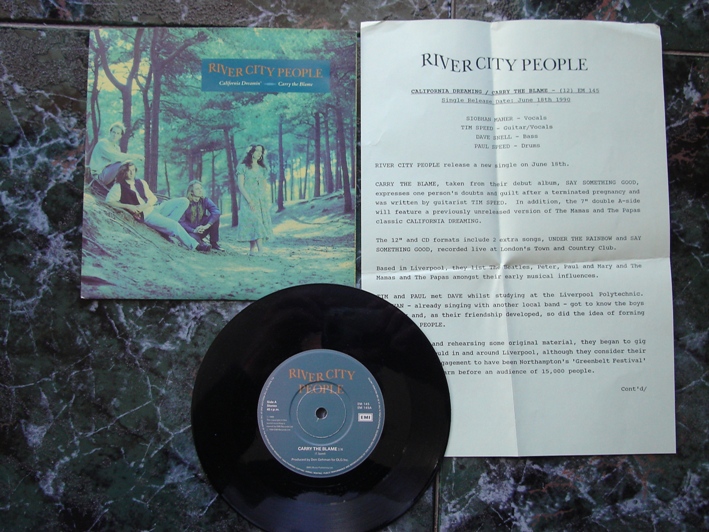 RIVER CITY PEOPLE
California Dreamin' Carry the Blame
RIVER CITY PEOPLE
CALIFORNIA DREAMING / CARRY THE BLAME - (12) EM 145
Single Release Date: June 18th 1990
SIOBHAN MAHER - Vocals
TIM SPEED - Guitar/Vocals
DAVE SNELL - Bass
PAUL SPEED - Drums
RIVER CITY PEOPLE release a new single on June 18th.
CARRY THE BLAME, taken from their debut album, SAY SOMETHING GOOD,
expresses one person's doubts and guilt after a terminated pregnancy and
was written by guitarist TIM SPEED. In addition, the 7" double A-side
will feature a previously unreleased version of The Mamas and The Papas
classic CALIFORNIA DREAMING.
The 12" and CD formats include 2 extra songs, UNDER THE RAINBOW and SAY
SOMETHING GOOD, recorded live at London's Town and Country Club.
Based in Liverpool, they list The Beatles, Peter, Paul and Mary and The
Mamas and The Papas amongst their early musical influences.
TIM and PAUL met DAVE whilst studying at the Liverpool Polytechnic.
- already singing with another local band - got to know the boys
and, as their friendship developed, so did the idea of forming
PEOPLE.
and rehearsing some original material, they began to gig
in and around Liverpool, although they consider their
engagement to have been Northampton's 'Greenbelt Festival'
before an audience of 15,000 people.
Cont'd/
RIVER CITY
PEOPLE
Side A
EM 145
EMI
CARRY THE BLAME